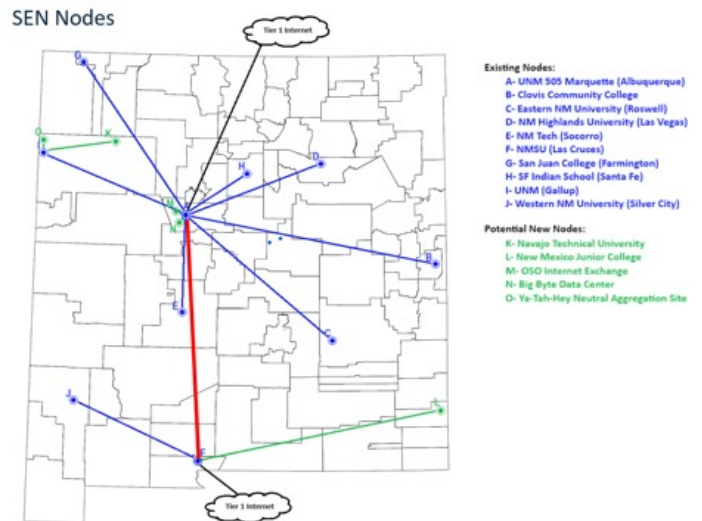 SEN Nodes
Tier 1 Internet
Existing Nodes:
A- UNM 505 Marquette (Albuquerque)
B- Clovis Community College
C- Eastern NM University (Roswell)
D- NM Highlands University (Las Vegas)
E- NM Tech (Socorro)
F- NMSU (Las Cruces)
G- San Juan College (Farmington)
H- SF Indian School (Santa Fe)
I- UNM (Gallup)
J- Western NM University (Silver City)
Potential New Nodes:
K- Navajo Technical University
L- New Mexico Junior College
M- OSO Internet Exchange
N- Big Byte Data Center
O- Ya-Tah-Hey Neutral Aggregation Site
G
O
K
I
H
D
M
A
N
B
E
C
J
L
F
Tier 1 Internet